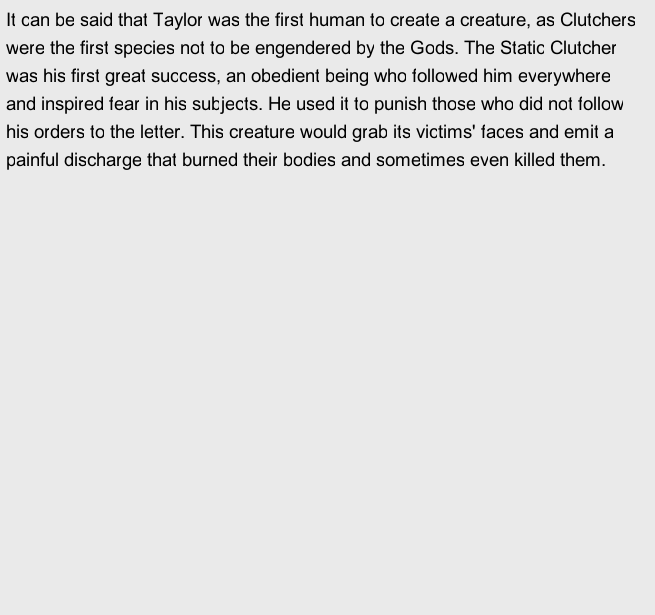 It can be said that Taylor was the first human to create a creature, as Clutchers
were the first species not to be engendered by the Gods. The Static Clutcher
was his first great success, an obedient being who followed him everywhere
and inspired fear in his subjects. He used it to punish those who did not follow
his orders to the letter. This creature would grab its victims' faces and emit a
painful discharge that burned their bodies and sometimes even killed them.